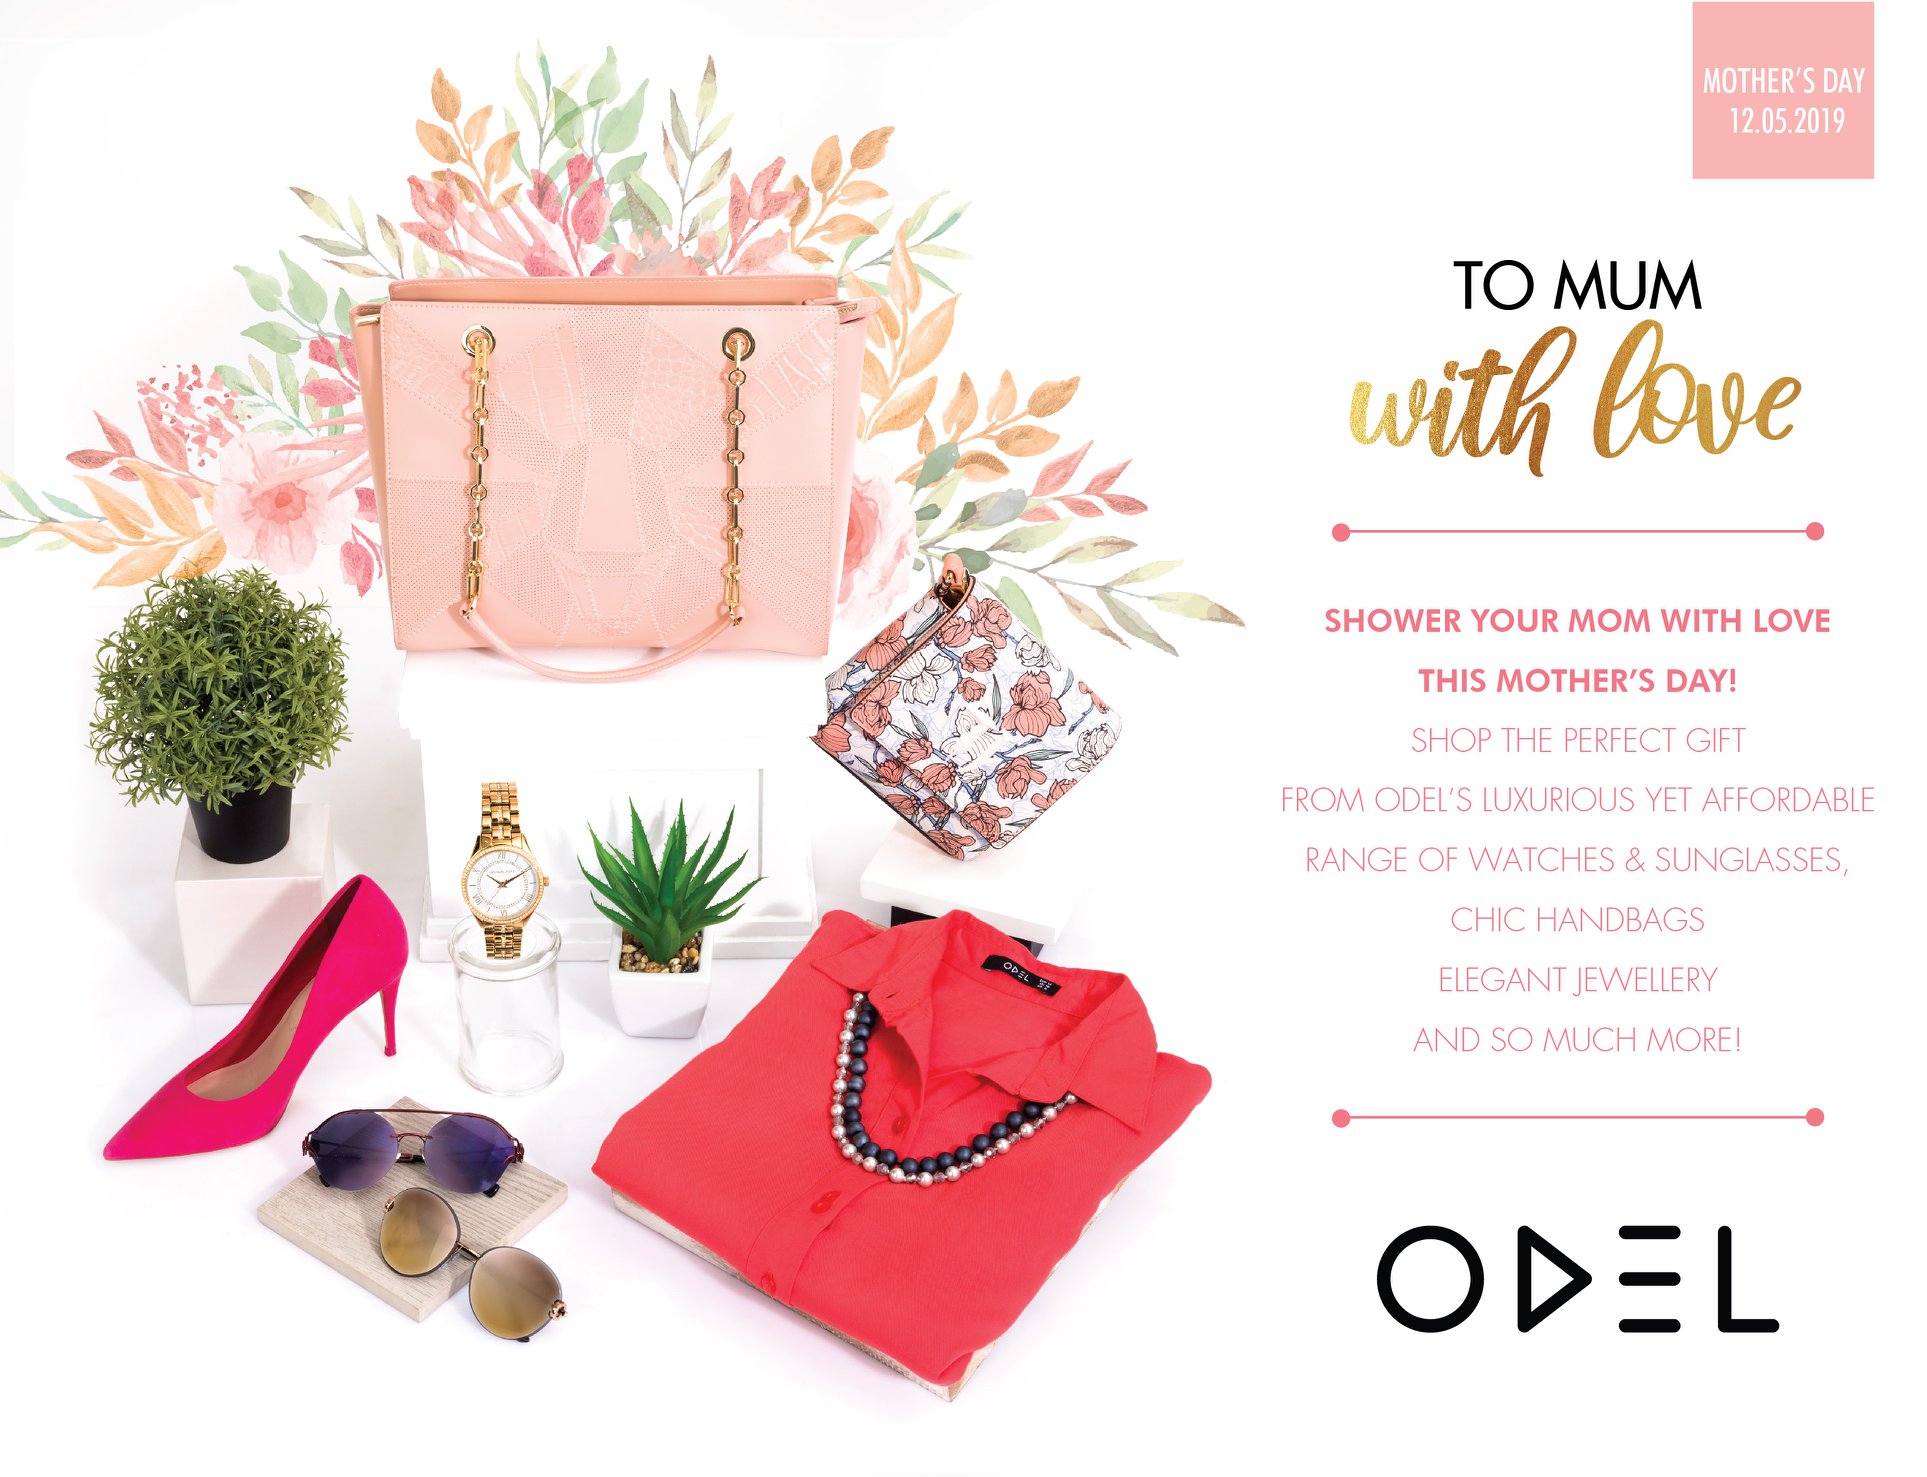 MOTHER'S DAY
12.05.2019
TO MUM
with love
SHOWER YOUR MOM WITH LOVE
THIS MOTHER'S DAY!
SHOP THE PERFECT GIFT
FROM ODEL'S LUXURIOUS YET AFFORDABLE
RANGE OF WATCHES & SUNGLASSES,
CHIC HANDBAGS
ELEGANT JEWELLERY
AND SO MUCH MORE!
ODEL
ODEL